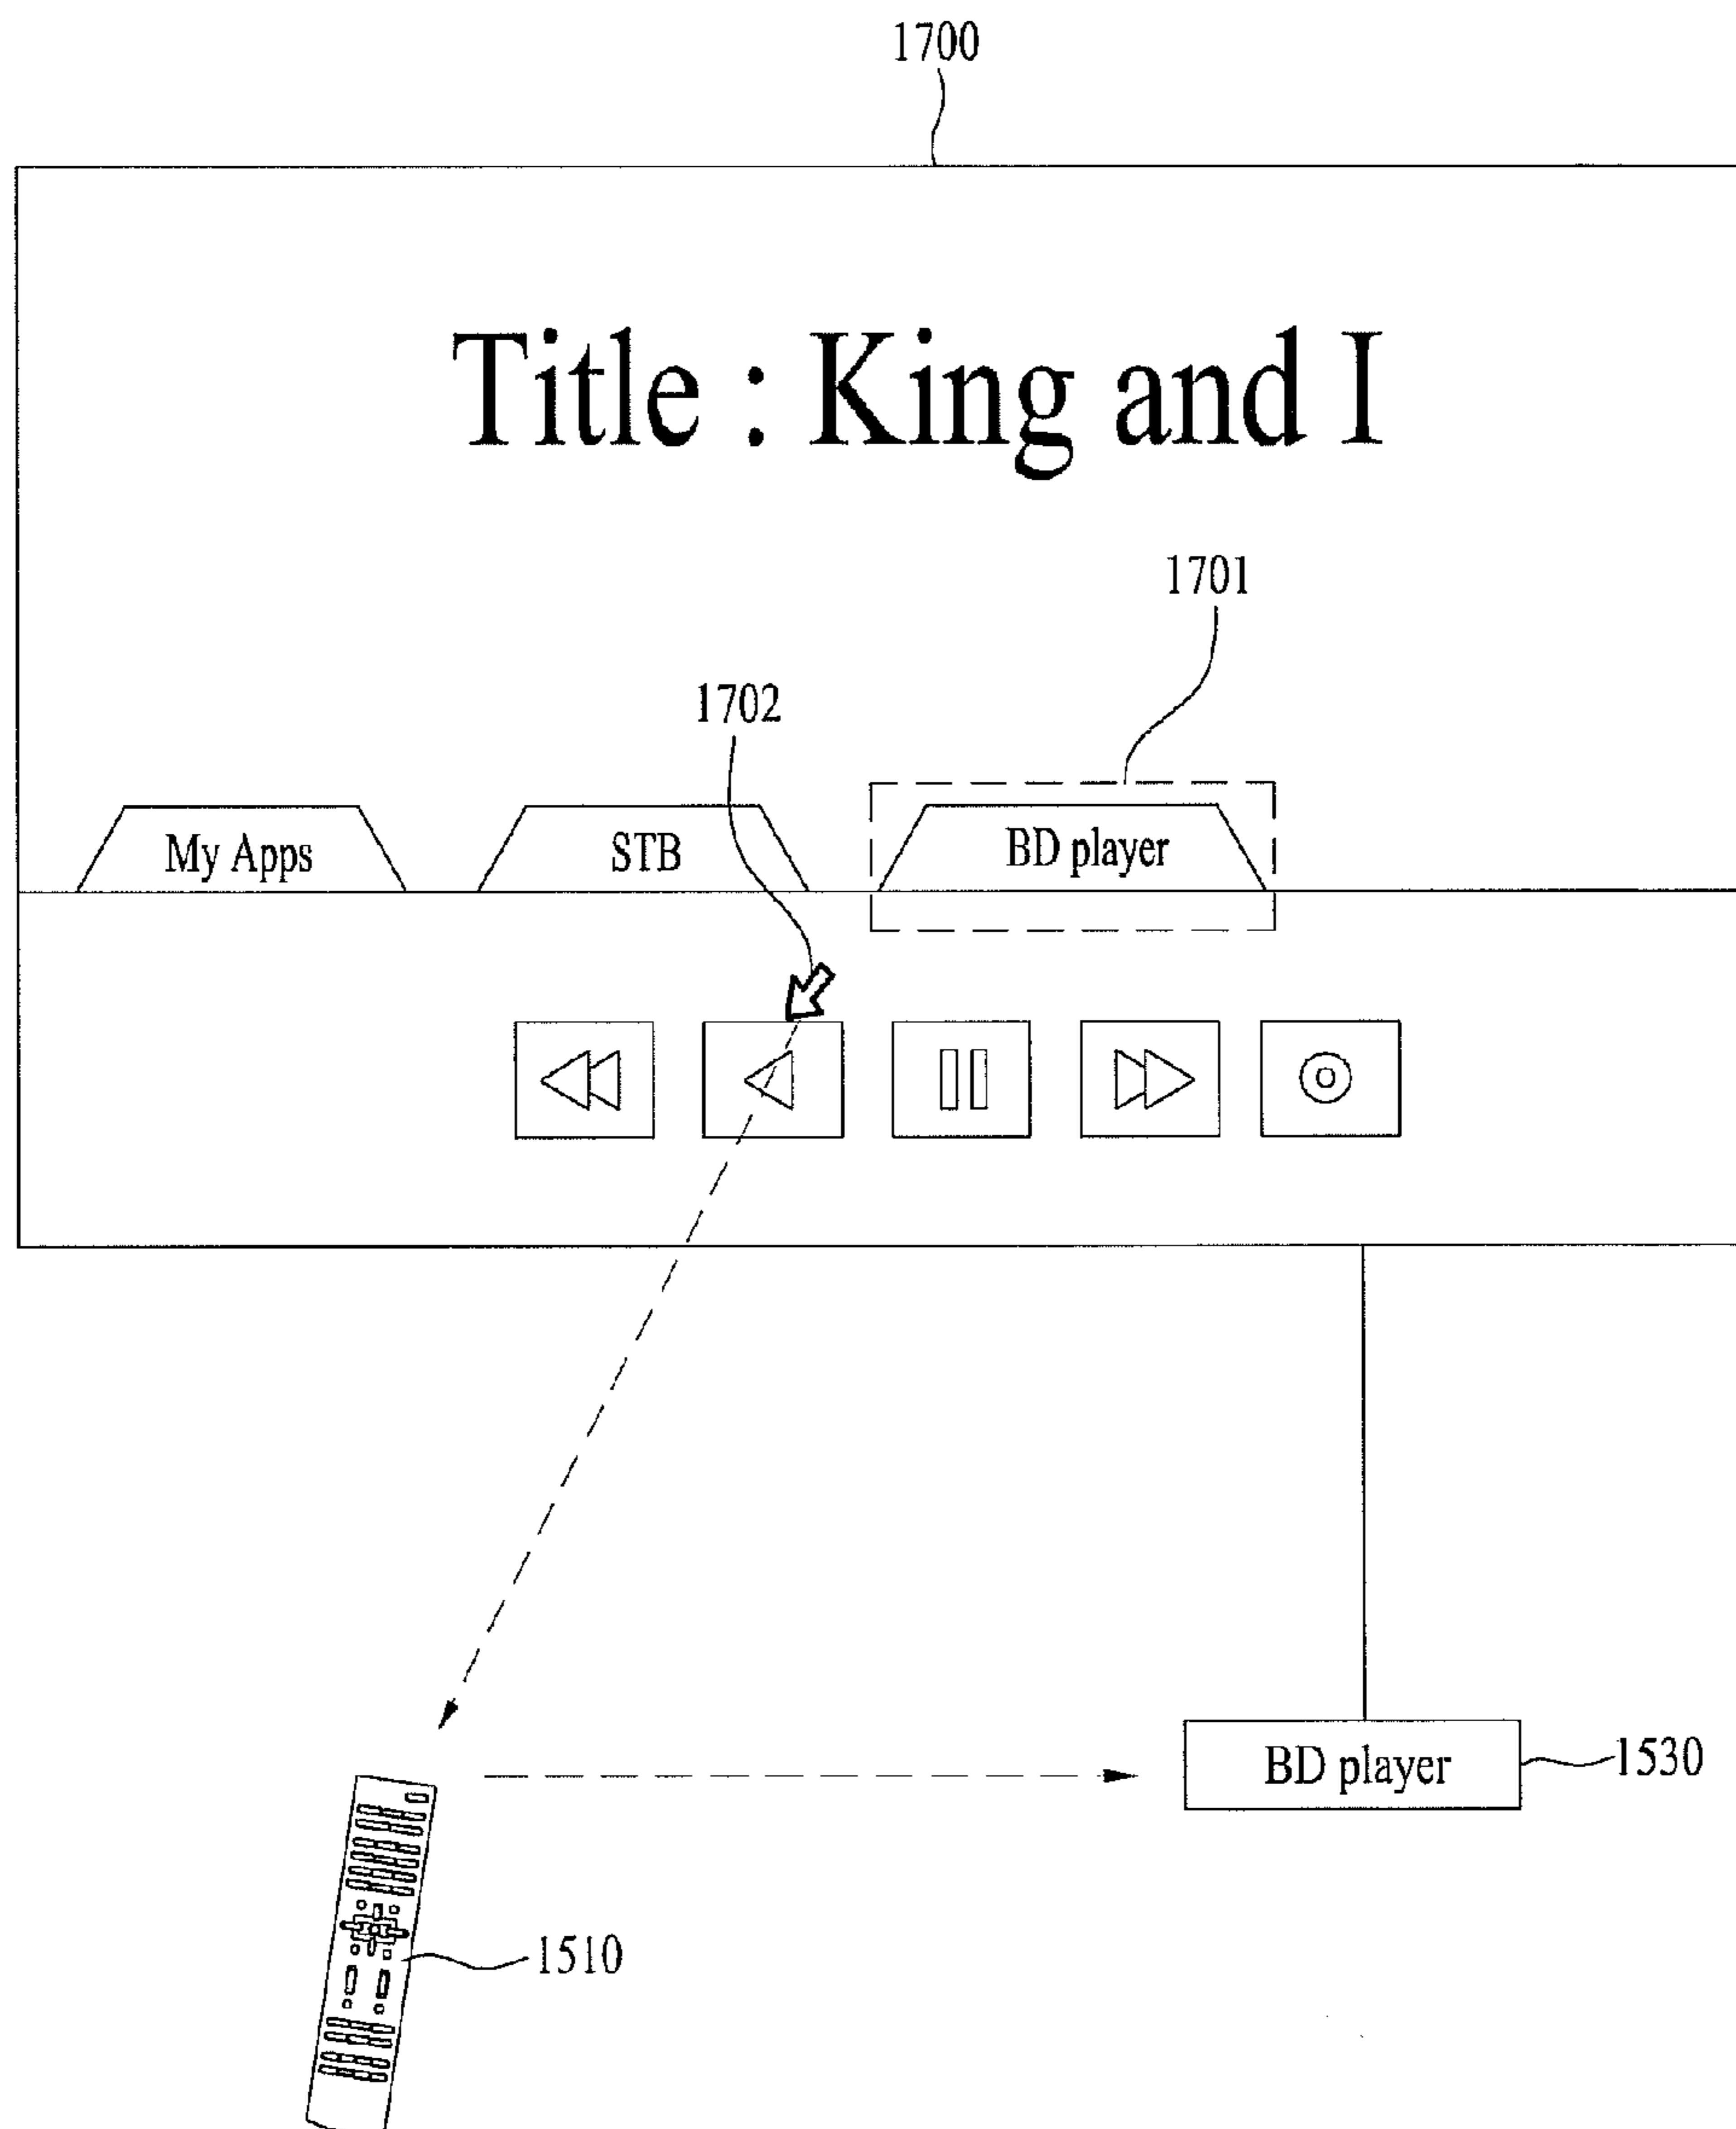 1700
Title : King and I
1701
1702
My Apps
STB
BD player
BD player
1530
1510